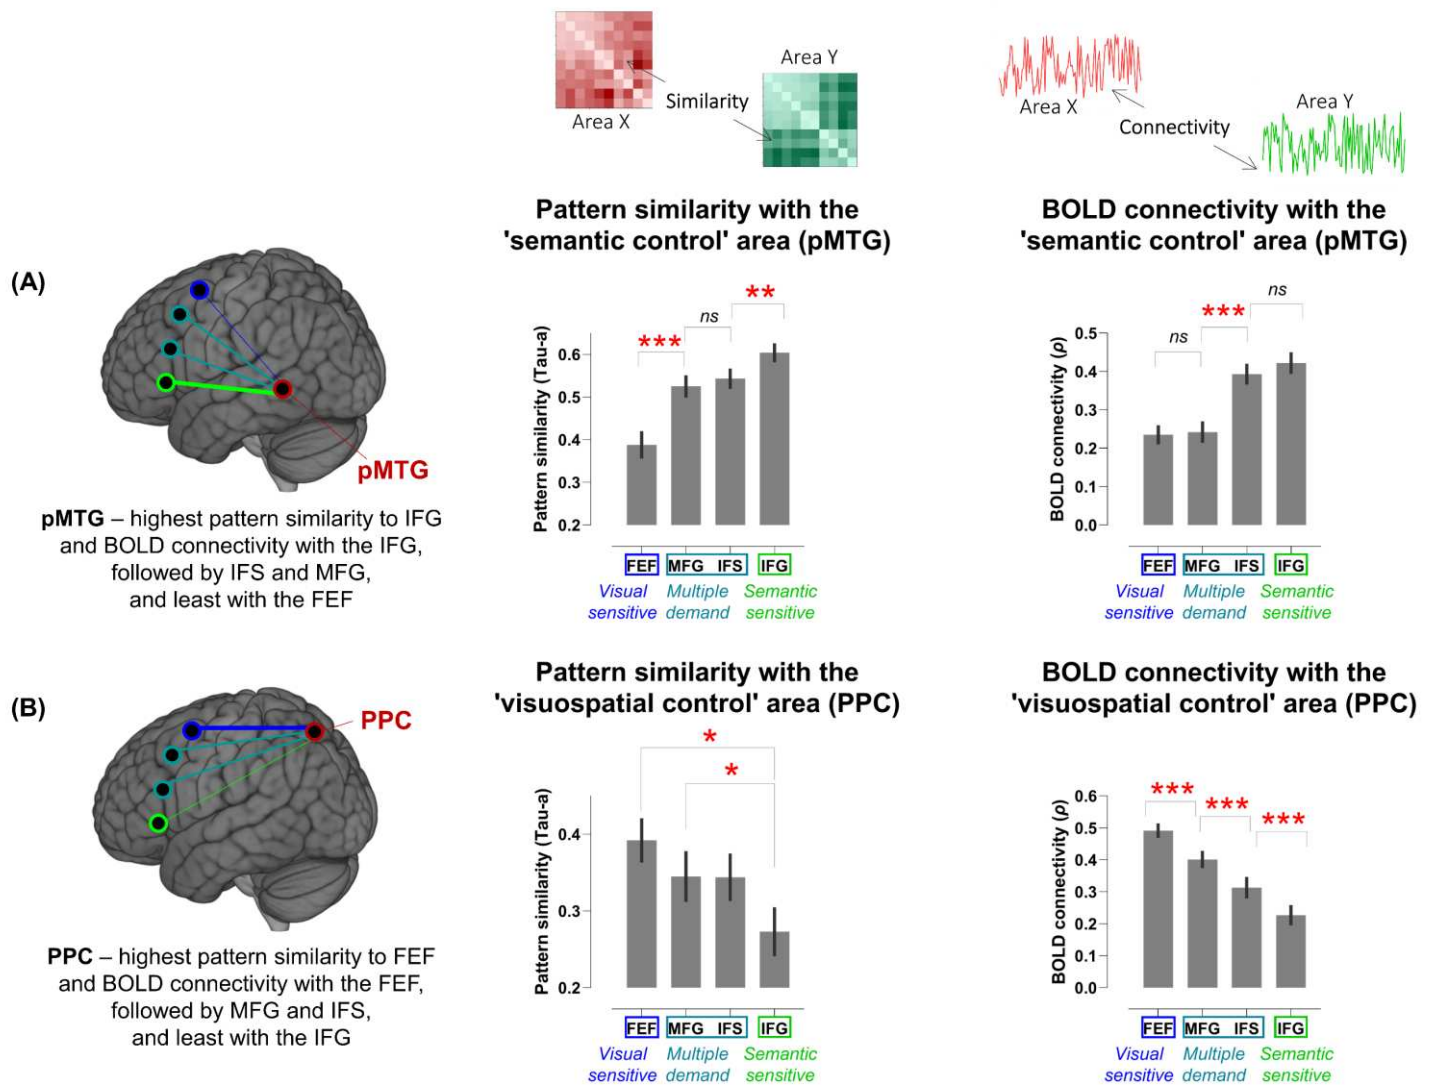 Area X
Similarity
Area Y
Area X
Connectivity
Area Y
(A)
pMTG
pMTG – highest pattern similarity to IFG
and BOLD connectivity with the IFG,
followed by IFS and MFG,
and least with the FEF
Pattern similarity with the
'semantic control' area (pMTG)
Pattern similarity (Tau-a)
0.6
0.5
0.4
0.3
0.2
***
ns
**
FEF MFG IFS IFG
Visual Multiple Semantic
sensitive demand sensitive
BOLD connectivity with the
'semantic control' area (pMTG)
BOLD connectivity (ρ)
0.5
0.4
0.3
0.2
0.1
0.0
ns
***
ns
FEF MFG IFS IFG
Visual Multiple Semantic
sensitive demand sensitive
(B)
PPC
PPC – highest pattern similarity to FEF
and BOLD connectivity with the FEF,
followed by MFG and IFS,
and least with the IFG
Pattern similarity with the
'visuospatial control' area (PPC)
Pattern similarity (Tau-a)
0.4
0.3
0.2
*
*
FEF MFG IFS IFG
Visual Multiple Semantic
sensitive demand sensitive
BOLD connectivity with the
'visuospatial control' area (PPC)
BOLD connectivity (ρ)
0.6
0.5
0.4
0.3
0.2
0.1
0.0
***
***
***
FEF MFG IFS IFG
Visual Multiple Semantic
sensitive demand sensitive